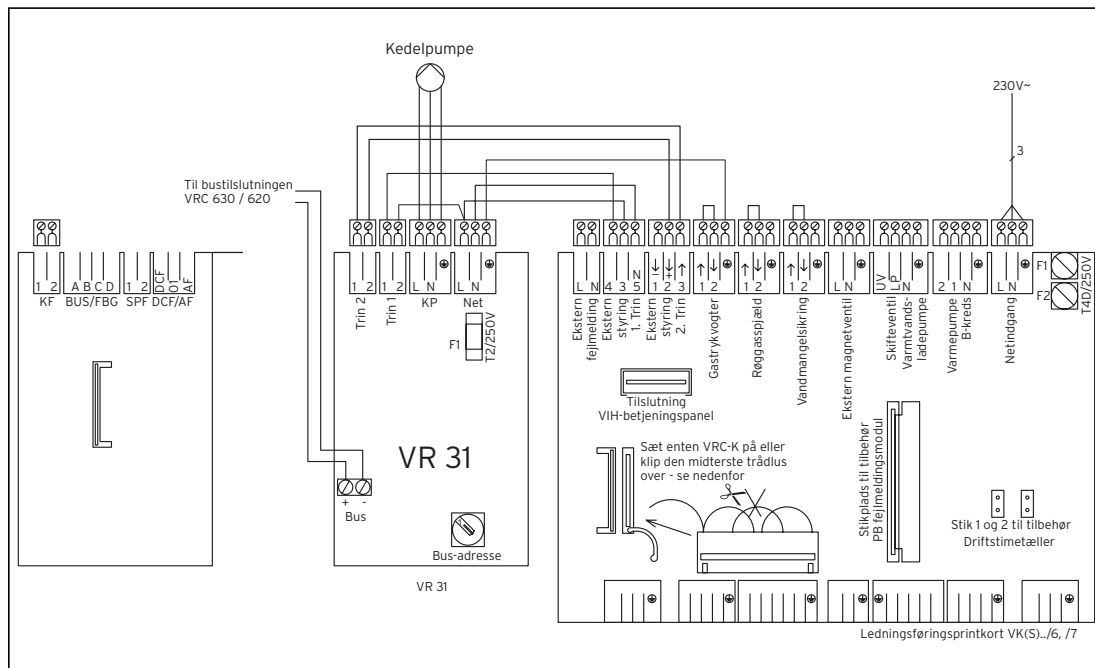 Kedelpumpe
230V~
3
Til bustilslutningen
VRC 630 / 620
1 2
KF
A B C D
BUS/FBG
1 2
SPF
DCF
O1
AF
DCF/AF
1 2
Trin 2
1 2
Trin 1
L N
KP
L N
Net
F1
T2/250V
VR 31
+ -
Bus
Bus-adresse
VR 31
L N
Ekstern
fejlmelding
4 3 5
N
Ekstern
styring
1. Trin
1 2 3
- +
Ekstern
styring
2. Trin
1 2
Gastrykvogter
1 2
Røggasspjæld
1 2
Vandmangelsikring
L N
Ekstern magnetventil
UV
L
LP
N
Skifteventil
Varmtvands-
ladepumpe
2 1 N
Varmepumpe
B-kreds
L N
Netindgang
F1
F2
T4D/250V
Tilslutning
VIH-betjeningspanel
Sæt enten VRC-K på eller
klip den midterste trådlus
over - se nedenfor
Stikplads til tilbehør
PB fejlmeldingsmodul
Stik 1 og 2 til tilbehør
Driftstimetæller
Ledningsføringsprintkort VK(S)../6, /7